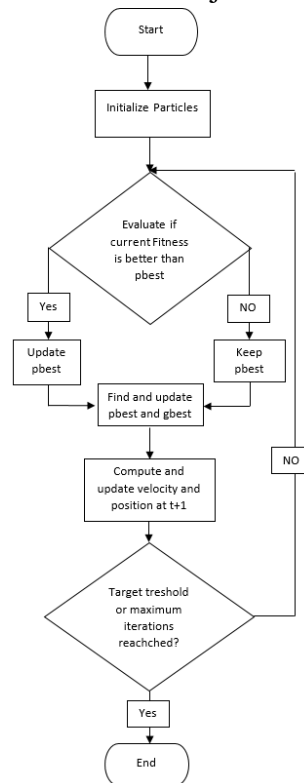 Start
Initialize Particles
Evaluate if
current Fitness
is better than
pbest
Yes
NO
Update
pbest
Keep
pbest
Find and update
pbest and gbest
NO
Compute and
update velocity and
position at t+1
Target treshold
or maximum
iterations
reachched?
Yes
End